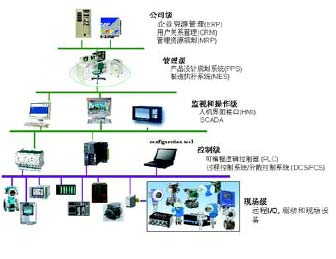 公司级
企业资源管理(ERP)
用户关系管理(CRM)
管理资源规划(MRP)
管理级
产品设计规划系统(PPS)
制造执行系统(MES)
监视和操作级
人机界面接口(HMI)
SCADA
configuration tool
控制级
可编程逻辑控制器 (PLC)
过程控制系统/分散控制系统 (DCS/PCS)
现场级
远程I/O, 驱动和现场设
备